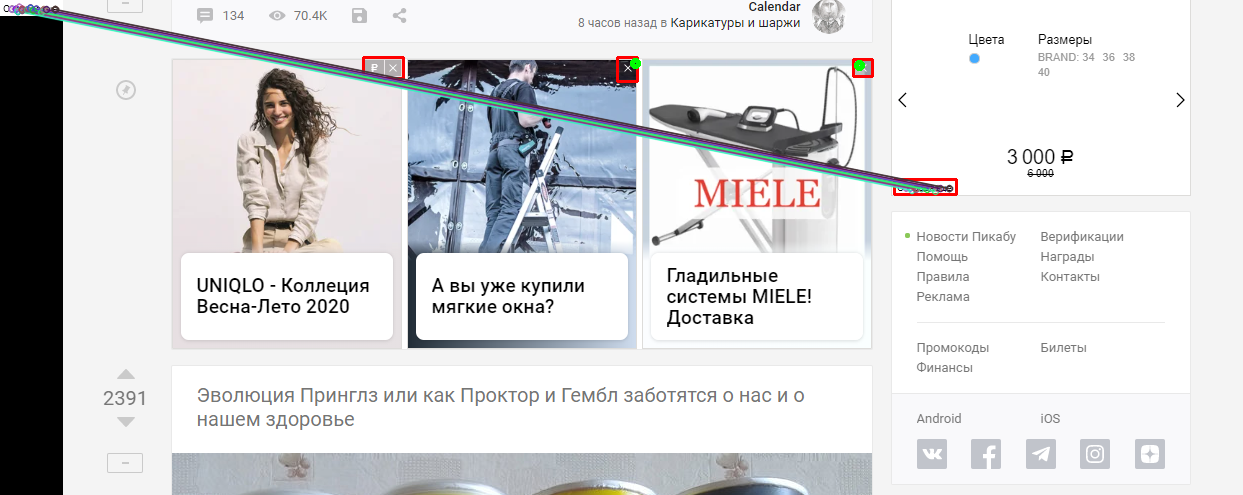 Calendar
134 70.4K
8 часов назад в Карикатуры и шаржи
Цвета
Размеры
BRAND: 34 36 38
40
3 000 ₽
6 000
₽
MIELE
UNIQLO - Коллеция
Весна-Лето 2020
А вы уже купили
мягкие окна?
Гладильные
системы MIELE!
Доставка
Новости Пикабу
Верификации
Помощь
Награды
Правила
Контакты
Реклама
Промокоды
Билеты
Финансы
2391
Эволюция Принглз или как Проктор и Гембл заботятся о нас и о
нашем здоровье
Android
iOS